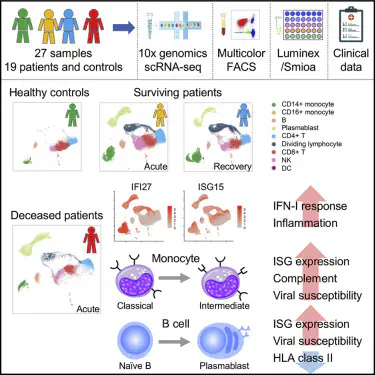 27 samples
19 patients and controls
10x genomics
scRNA-seq
Multicolor
FACS
Luminex
/Smioa
Clinical
data
Healthy controls
Surviving patients
Acute
Recovery
CD14+ monocyte
CD16+ monocyte
B
Plasmablast
CD4+ T
Dividing lymphocyte
CD8+ T
NK
DC
IFI27
ISG15
IFN-I response
Inflammation
Deceased patients
Acute
Monocyte
Classical
Intermediate
ISG expression
Complement
Viral susceptibility
B cell
Naïve B
Plasmablast
ISG expression
Viral susceptibility
HLA class II